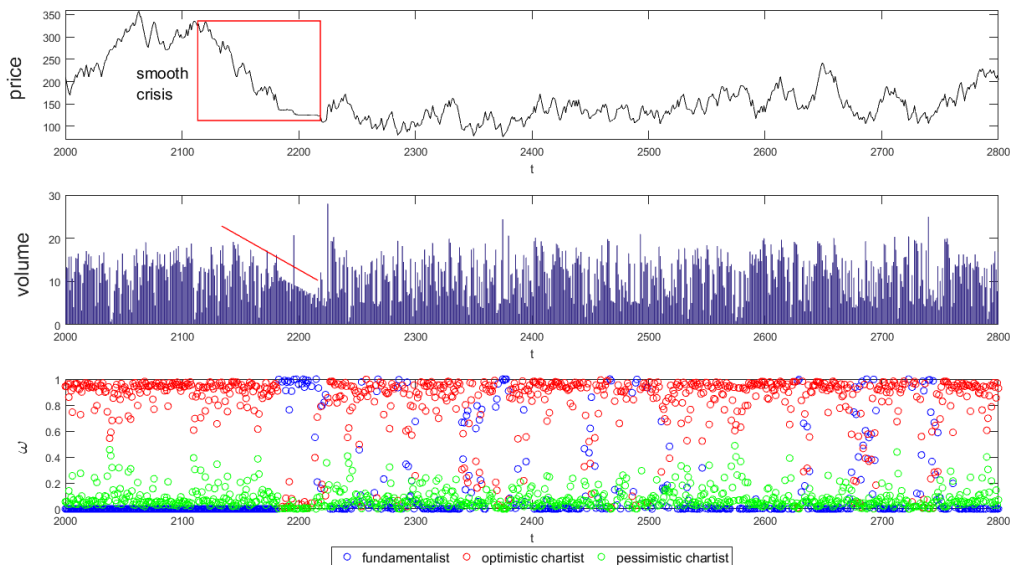 350
300
250
200
150
100
price
smooth
crisis
2000 2100 2200 2300 2400 2500 2600 2700 2800
t
30
20
10
0
volume
2000 2100 2200 2300 2400 2500 2600 2700 2800
t
1
0.8
0.6
0.4
0.2
0
ω
2000 2100 2200 2300 2400 2500 2600 2700 2800
t
fundamentalist optimistic chartist pessimistic chartist